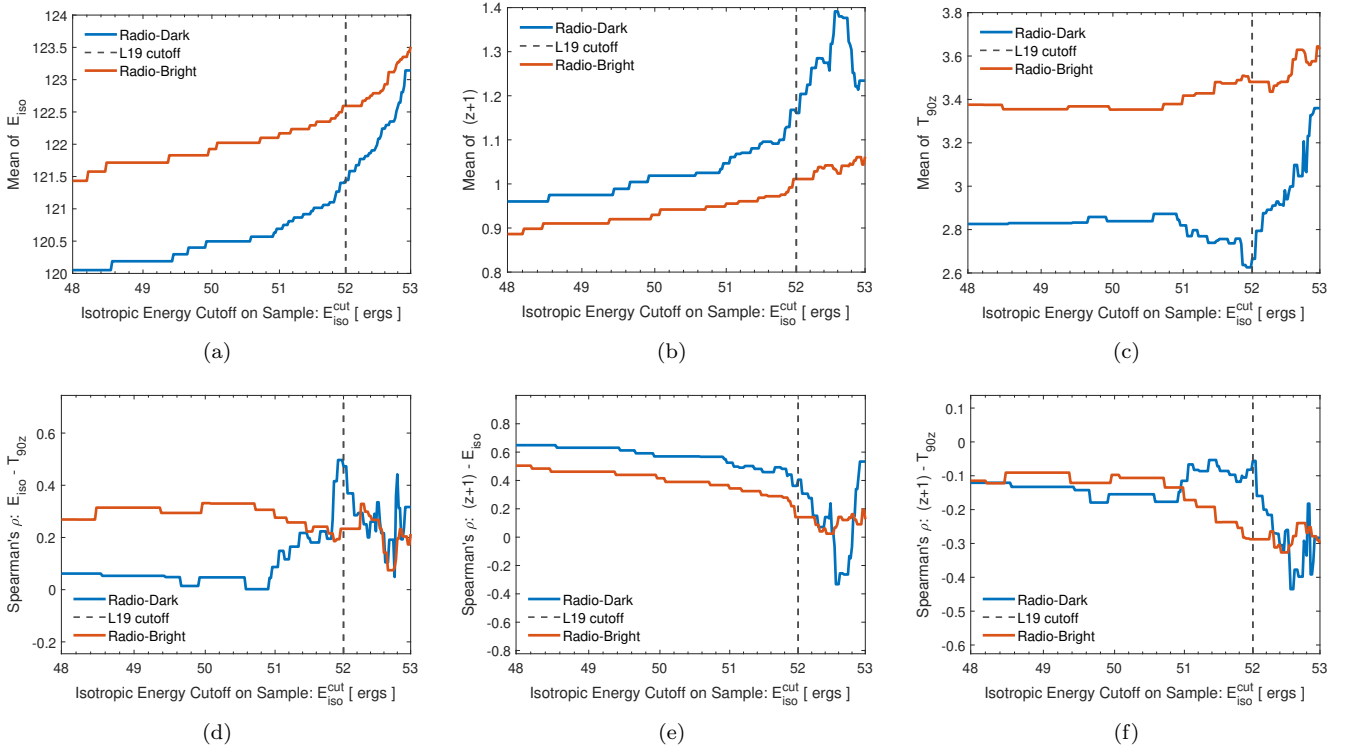 124
123.5
123
122.5
122
121.5
121
120.5
120
Mean of E_iso
Radio-Dark
L19 cutoff
Radio-Bright
48 49 50 51 52 53
Isotropic Energy Cutoff on Sample: E_iso^cut [ ergs ]
(a)
1.4
1.3
1.2
1.1
1
0.9
0.8
Mean of (z+1)
Radio-Dark
L19 cutoff
Radio-Bright
48 49 50 51 52 53
Isotropic Energy Cutoff on Sample: E_iso^cut [ ergs ]
(b)
3.8
3.4
3
2.6
Mean of T_90z
Radio-Dark
L19 cutoff
Radio-Bright
48 49 50 51 52 53
Isotropic Energy Cutoff on Sample: E_iso^cut [ ergs ]
(c)
0.6
0.4
0.2
0
-0.2
Spearman's ρ: E_iso - T_90z
Radio-Dark
L19 cutoff
Radio-Bright
48 49 50 51 52 53
Isotropic Energy Cutoff on Sample: E_iso^cut [ ergs ]
(d)
0.8
0.6
0.4
0.2
0
-0.2
-0.4
-0.6
-0.8
Spearman's ρ: (z+1) - E_iso
Radio-Dark
L19 cutoff
Radio-Bright
48 49 50 51 52 53
Isotropic Energy Cutoff on Sample: E_iso^cut [ ergs ]
(e)
0.1
0
-0.1
-0.2
-0.3
-0.4
-0.5
-0.6
Spearman's ρ: (z+1) - T_90z
Radio-Dark
L19 cutoff
Radio-Bright
48 49 50 51 52 53
Isotropic Energy Cutoff on Sample: E_iso^cut [ ergs ]
(f)